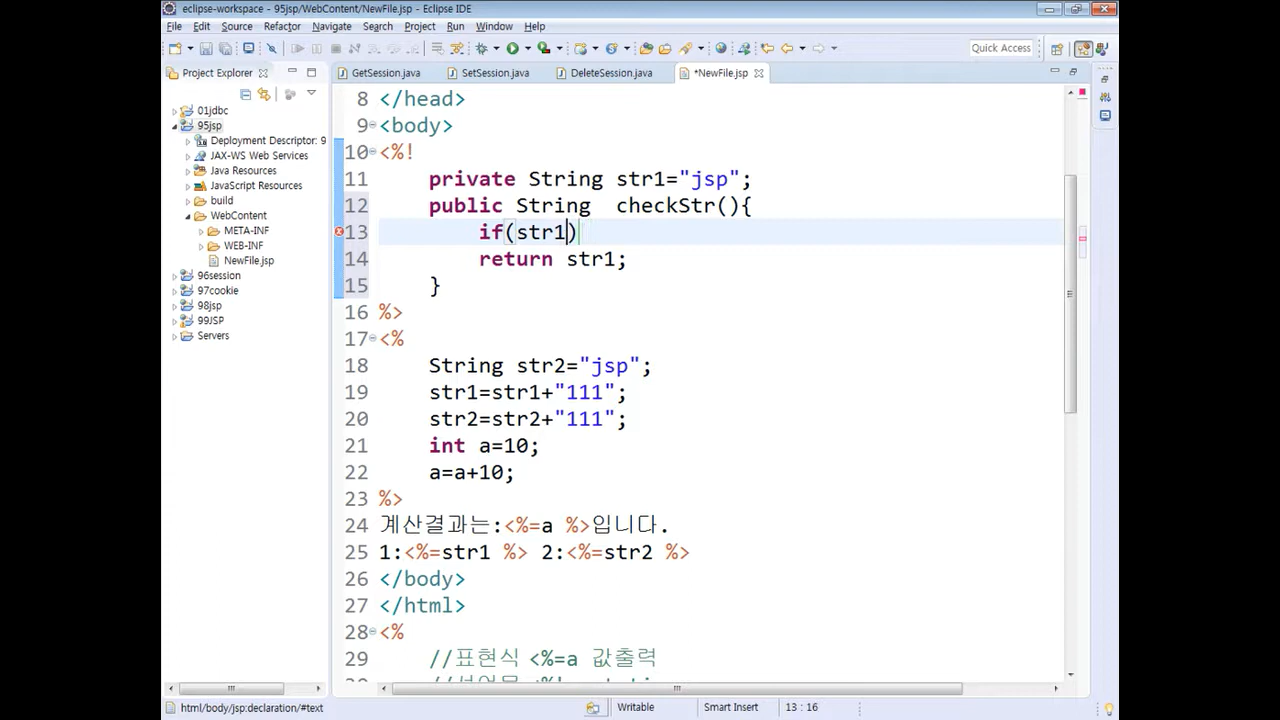 eclipse-workspace - 95jsp/WebContent/NewFile.jsp - Eclipse IDE
File Edit Source Refactor Navigate Search Project Run Window Help
Quick Access
Project Explorer
GetSession.java SetSession.java DeleteSession.java *NewFile.jsp
01jdbc
95jsp
Deployment Descriptor: 9
JAX-WS Web Services
Java Resources
JavaScript Resources
build
WebContent
META-INF
WEB-INF
NewFile.jsp
96session
97cookie
98jsp
99JSP
Servers
8 </head>
9 <body>
10 <%!
11 private String str1="jsp";
12 public String  checkStr(){
13 if(str1)
14 return str1;
15 }
16 %>
17 <%
18 String str2="jsp";
19 str1=str1+"111";
20 str2=str2+"111";
21 int a=10;
22 a=a+10;
23 %>
24 계산결과는:<%=a %>입니다.
25 1:<%=str1 %> 2:<%=str2 %>
26 </body>
27 </html>
28 <%
29 //표현식 <%=a 값출력
html/body/jsp:declaration/#text Writable Smart Insert 13 : 16